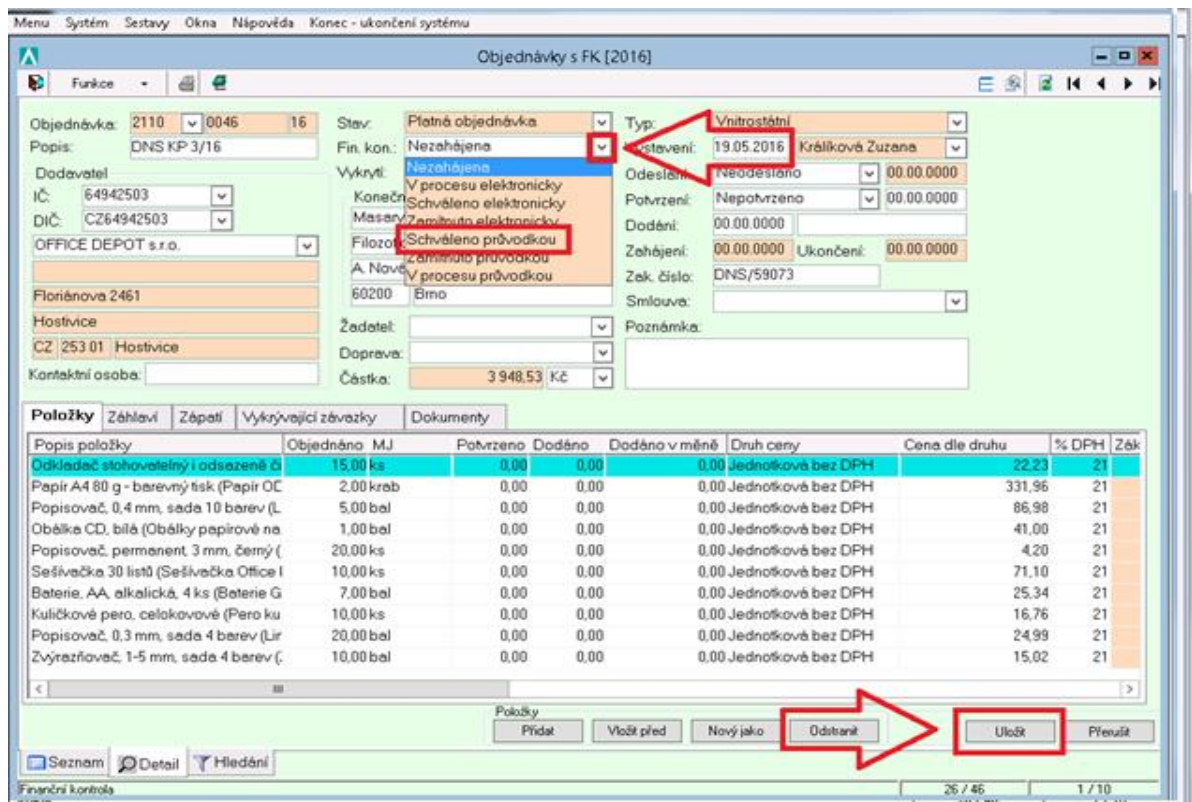 Menu Systém Sestavy Okna Nápověda Konec - ukončení systému
Objednávky s FK [2016]
Funkce
Objednávka: 2110 0046 16 Stav: Platná objednávka Typ: Vnitrostátní
Popis: DNS KP 3/16 Fin. kon.: Nezahájena 19.05.2016 Králíková Zuzana
Dodavatel Vykrytí: Nezahájena Odeslání: Neodesláno 00.00.0000
IČ: 64942503 V procesu elektronicky Potvrzení: Nepotvrzeno 00.00.0000
DIČ: CZ64942503 Schváleno elektronicky Dodání: 00.00.0000
Zamítnuto elektronicky
OFFICE DEPOT s.r.o. Schváleno průvodkou Zahájení: 00.00.0000 Ukončení: 00.00.0000
Zamítnuto průvodkou
A. Nové V procesu průvodkou Zak. číslo: DNS/59073
Floriánova 2461 60200 Brno Smlouva:
Hostivice Žadatel: Poznámka:
CZ 253 01 Hostivice Doprava:
Kontaktní osoba: Částka: 3 948,53 Kč
Položky Záhlaví Zápatí Vykrývající závazky Dokumenty
Popis položky Objednáno MJ Potvrzeno Dodáno Dodáno v měně Druh ceny Cena dle druhu % DPH Zák
Odkladač stohovatelný i odsazeně či 15,00 ks 0,00 0,00 0,00 Jednotková bez DPH 22,23 21
Papír A4 80 g - barevný tisk (Papír OD 2,00 krab 0,00 0,00 0,00 Jednotková bez DPH 331,96 21
Popisovač, 0,4 mm, sada 10 barev (L 5,00 bal 0,00 0,00 0,00 Jednotková bez DPH 86,98 21
Obálka CD, bílá (Obálky papírové na 1,00 bal 0,00 0,00 0,00 Jednotková bez DPH 41,00 21
Popisovač, permanent, 3 mm, černý ( 20,00 ks 0,00 0,00 0,00 Jednotková bez DPH 4,20 21
Sešívačka 30 listů (Sešívačka Office I 10,00 ks 0,00 0,00 0,00 Jednotková bez DPH 71,10 21
Baterie, AA, alkalická, 4 ks (Baterie G 7,00 bal 0,00 0,00 0,00 Jednotková bez DPH 25,34 21
Kuličkové pero, celokovové (Pero ku 10,00 ks 0,00 0,00 0,00 Jednotková bez DPH 16,76 21
Popisovač, 0,3 mm, sada 4 barev (Lir 20,00 bal 0,00 0,00 0,00 Jednotková bez DPH 24,99 21
Zvýrazňovač, 1-5 mm, sada 4 barev (. 10,00 bal 0,00 0,00 0,00 Jednotková bez DPH 15,02 21
Položky
Přidat Vložit před Nový jako Odstranit Uložit Přerušit
Seznam Detail Hledání
Finanční kontrola 26 / 46 1 / 10